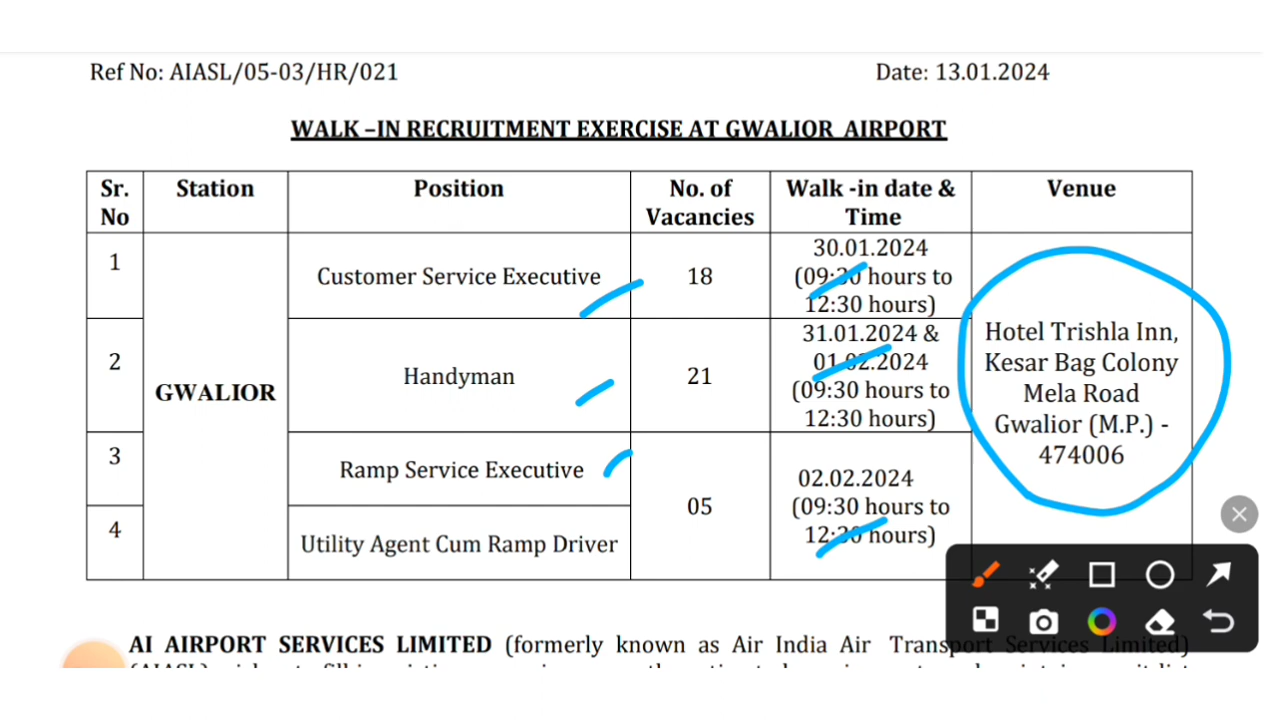 Ref No: AIASL/05-03/HR/021 Date: 13.01.2024
WALK –IN RECRUITMENT EXERCISE AT GWALIOR AIRPORT
Sr. No Station Position No. of Vacancies Walk -in date & Time Venue
1 GWALIOR Customer Service Executive 18 30.01.2024
(09:30 hours to
12:30 hours)
2 Handyman 21 31.01.2024 &
01.02.2024
(09:30 hours to
12:30 hours)
3 Ramp Service Executive 05 02.02.2024
(09:30 hours to
12:30 hours)
4 Utility Agent Cum Ramp Driver
Hotel Trishla Inn,
Kesar Bag Colony
Mela Road
Gwalior (M.P.) -
474006
AI AIRPORT SERVICES LIMITED (formerly known as Air India Air Transport Services Limited)